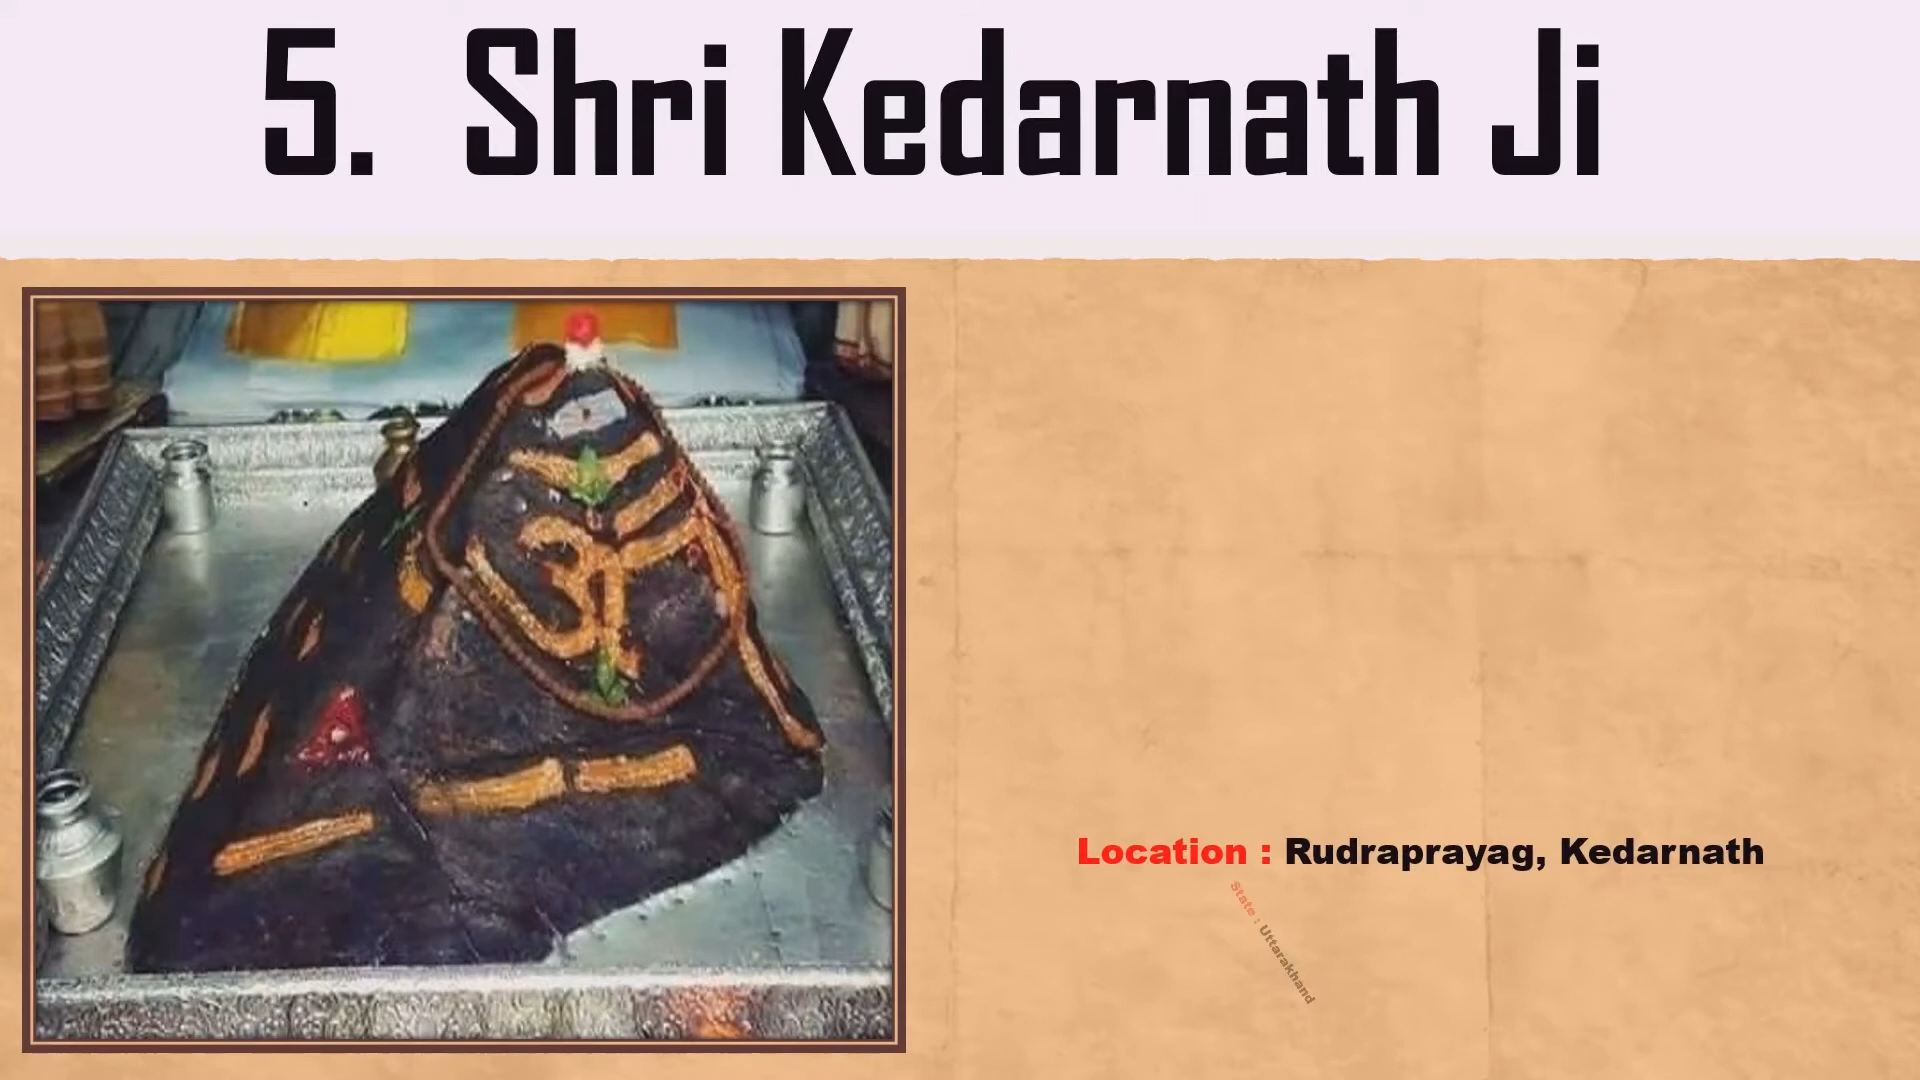 5. Shri Kedarnath Ji
ॐ
Location : Rudraprayag, Kedarnath
State : Uttarakhand